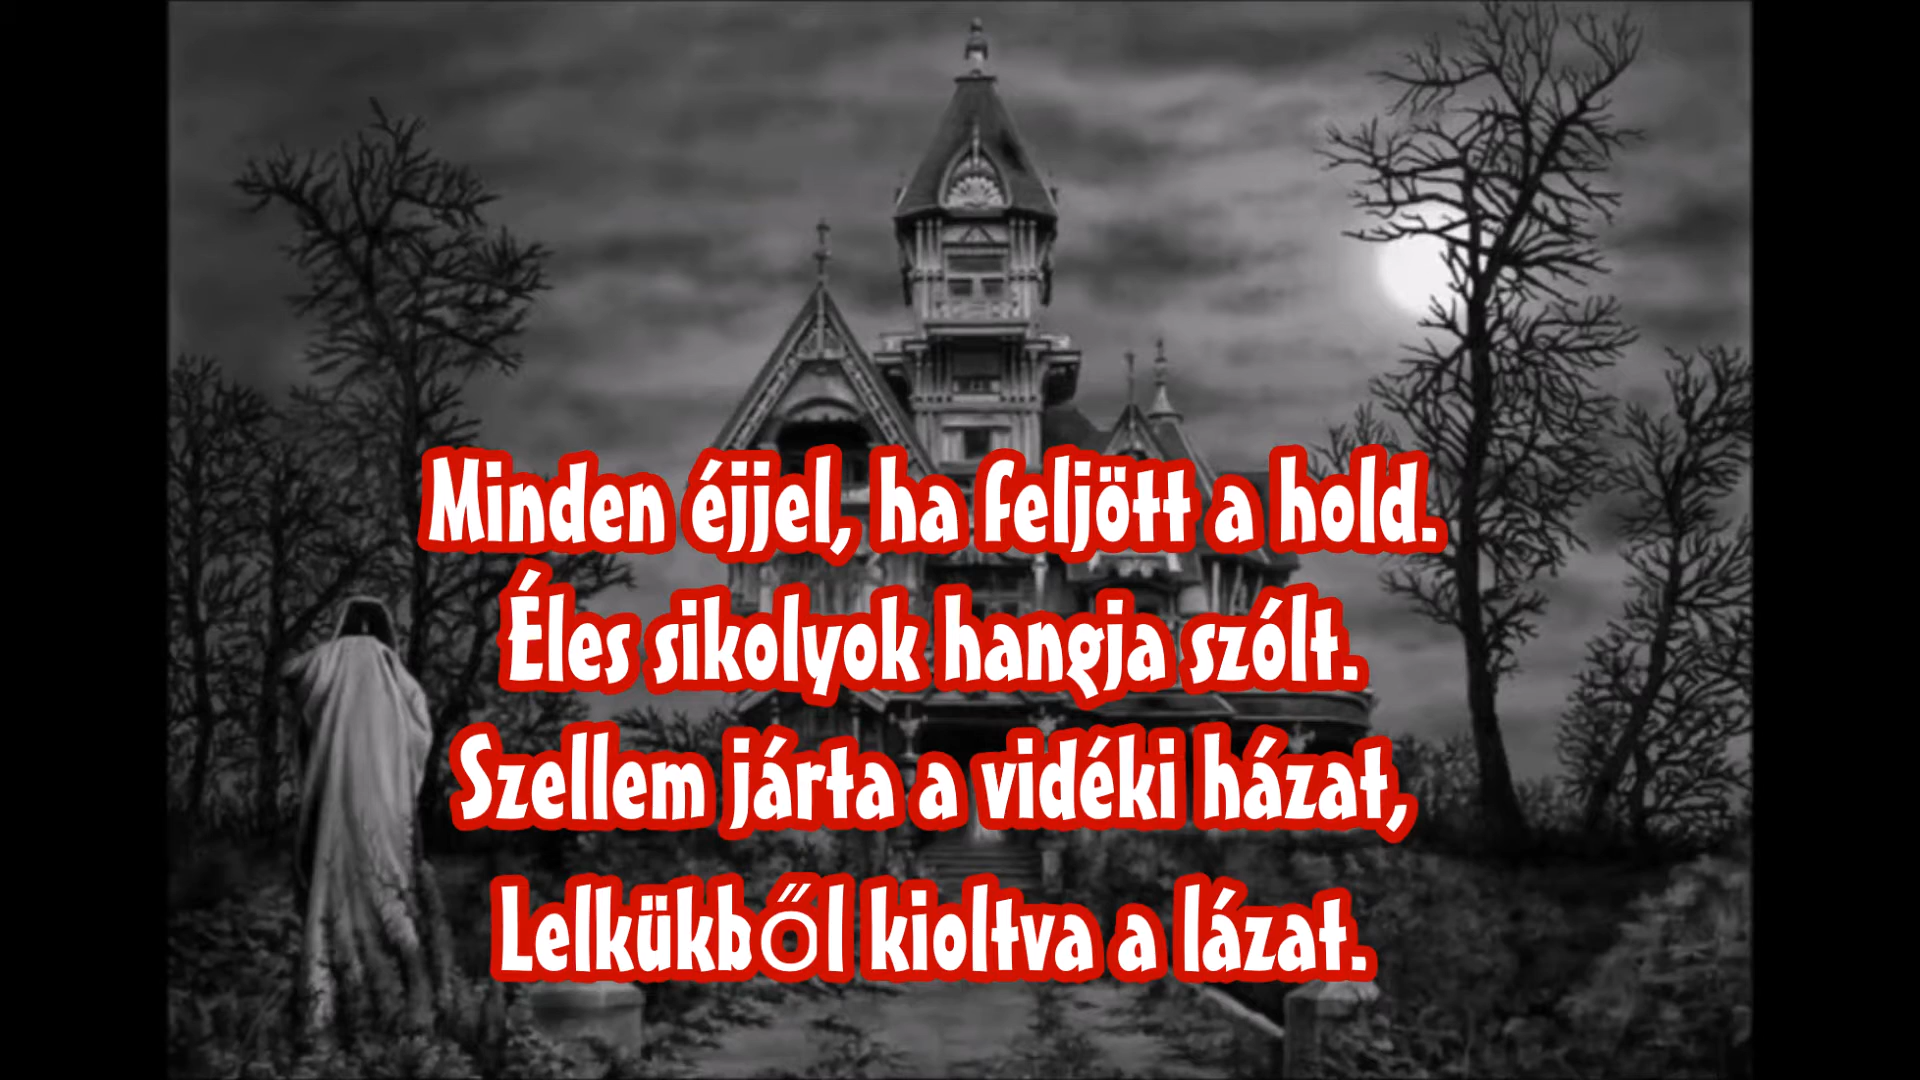 Minden éjjel, ha feljött a hold.
Éles sikolyok hangja szólt.
Szellem járta a vidéki házat,
Lelkükből kioltva a lázat.